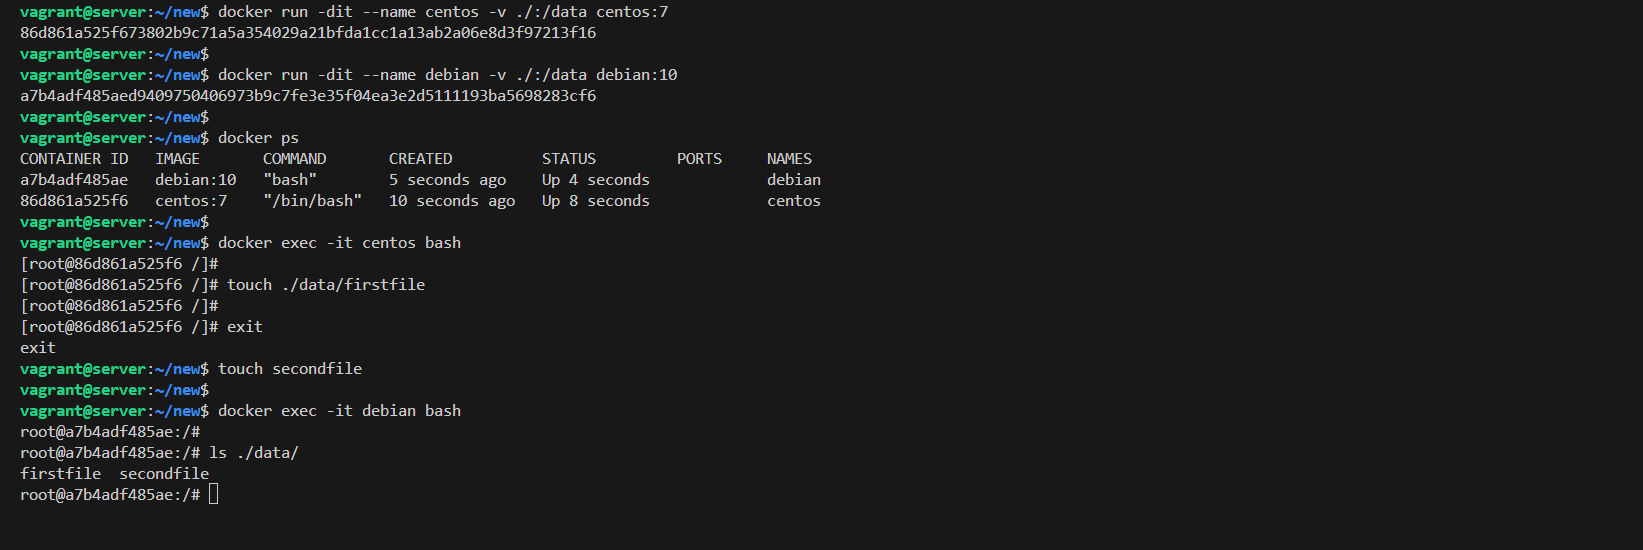 vagrant@server:~/new$ docker run -dit --name centos -v ./:/data centos:7
86d861a525f673802b9c71a5a354029a21bfda1cc1a13ab2a06e8d3f97213f16
vagrant@server:~/new$
vagrant@server:~/new$ docker run -dit --name debian -v ./:/data debian:10
a7b4adf485aed9409750406973b9c7fe3e35f04ea3e2d5111193ba5698283cf6
vagrant@server:~/new$
vagrant@server:~/new$ docker ps
CONTAINER ID   IMAGE       COMMAND       CREATED          STATUS         PORTS     NAMES
a7b4adf485ae   debian:10   "bash"        5 seconds ago    Up 4 seconds             debian
86d861a525f6   centos:7    "/bin/bash"   10 seconds ago   Up 8 seconds             centos
vagrant@server:~/new$
vagrant@server:~/new$ docker exec -it centos bash
[root@86d861a525f6 /]#
[root@86d861a525f6 /]# touch ./data/firstfile
[root@86d861a525f6 /]#
[root@86d861a525f6 /]# exit
exit
vagrant@server:~/new$ touch secondfile
vagrant@server:~/new$
vagrant@server:~/new$ docker exec -it debian bash
root@a7b4adf485ae:/#
root@a7b4adf485ae:/# ls ./data/
firstfile  secondfile
root@a7b4adf485ae:/#